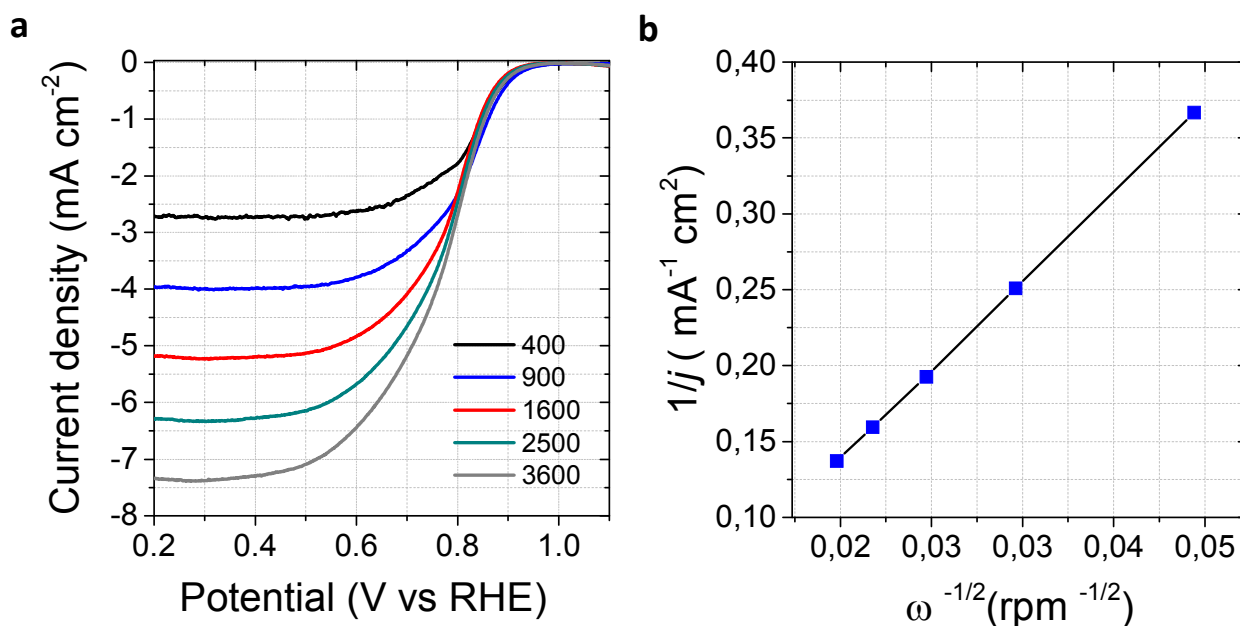 a
0
-1
-2
-3
-4
-5
-6
-7
-8
Current density (mA cm-2)
400
900
1600
2500
3600
0.2 0.4 0.6 0.8 1.0
Potential (V vs RHE)
b
0,40
0,35
0,30
0,25
0,20
0,15
0,10
1/j ( mA-1 cm2)
0,02 0,03 0,03 0,04 0,05
ω -1/2(rpm -1/2)